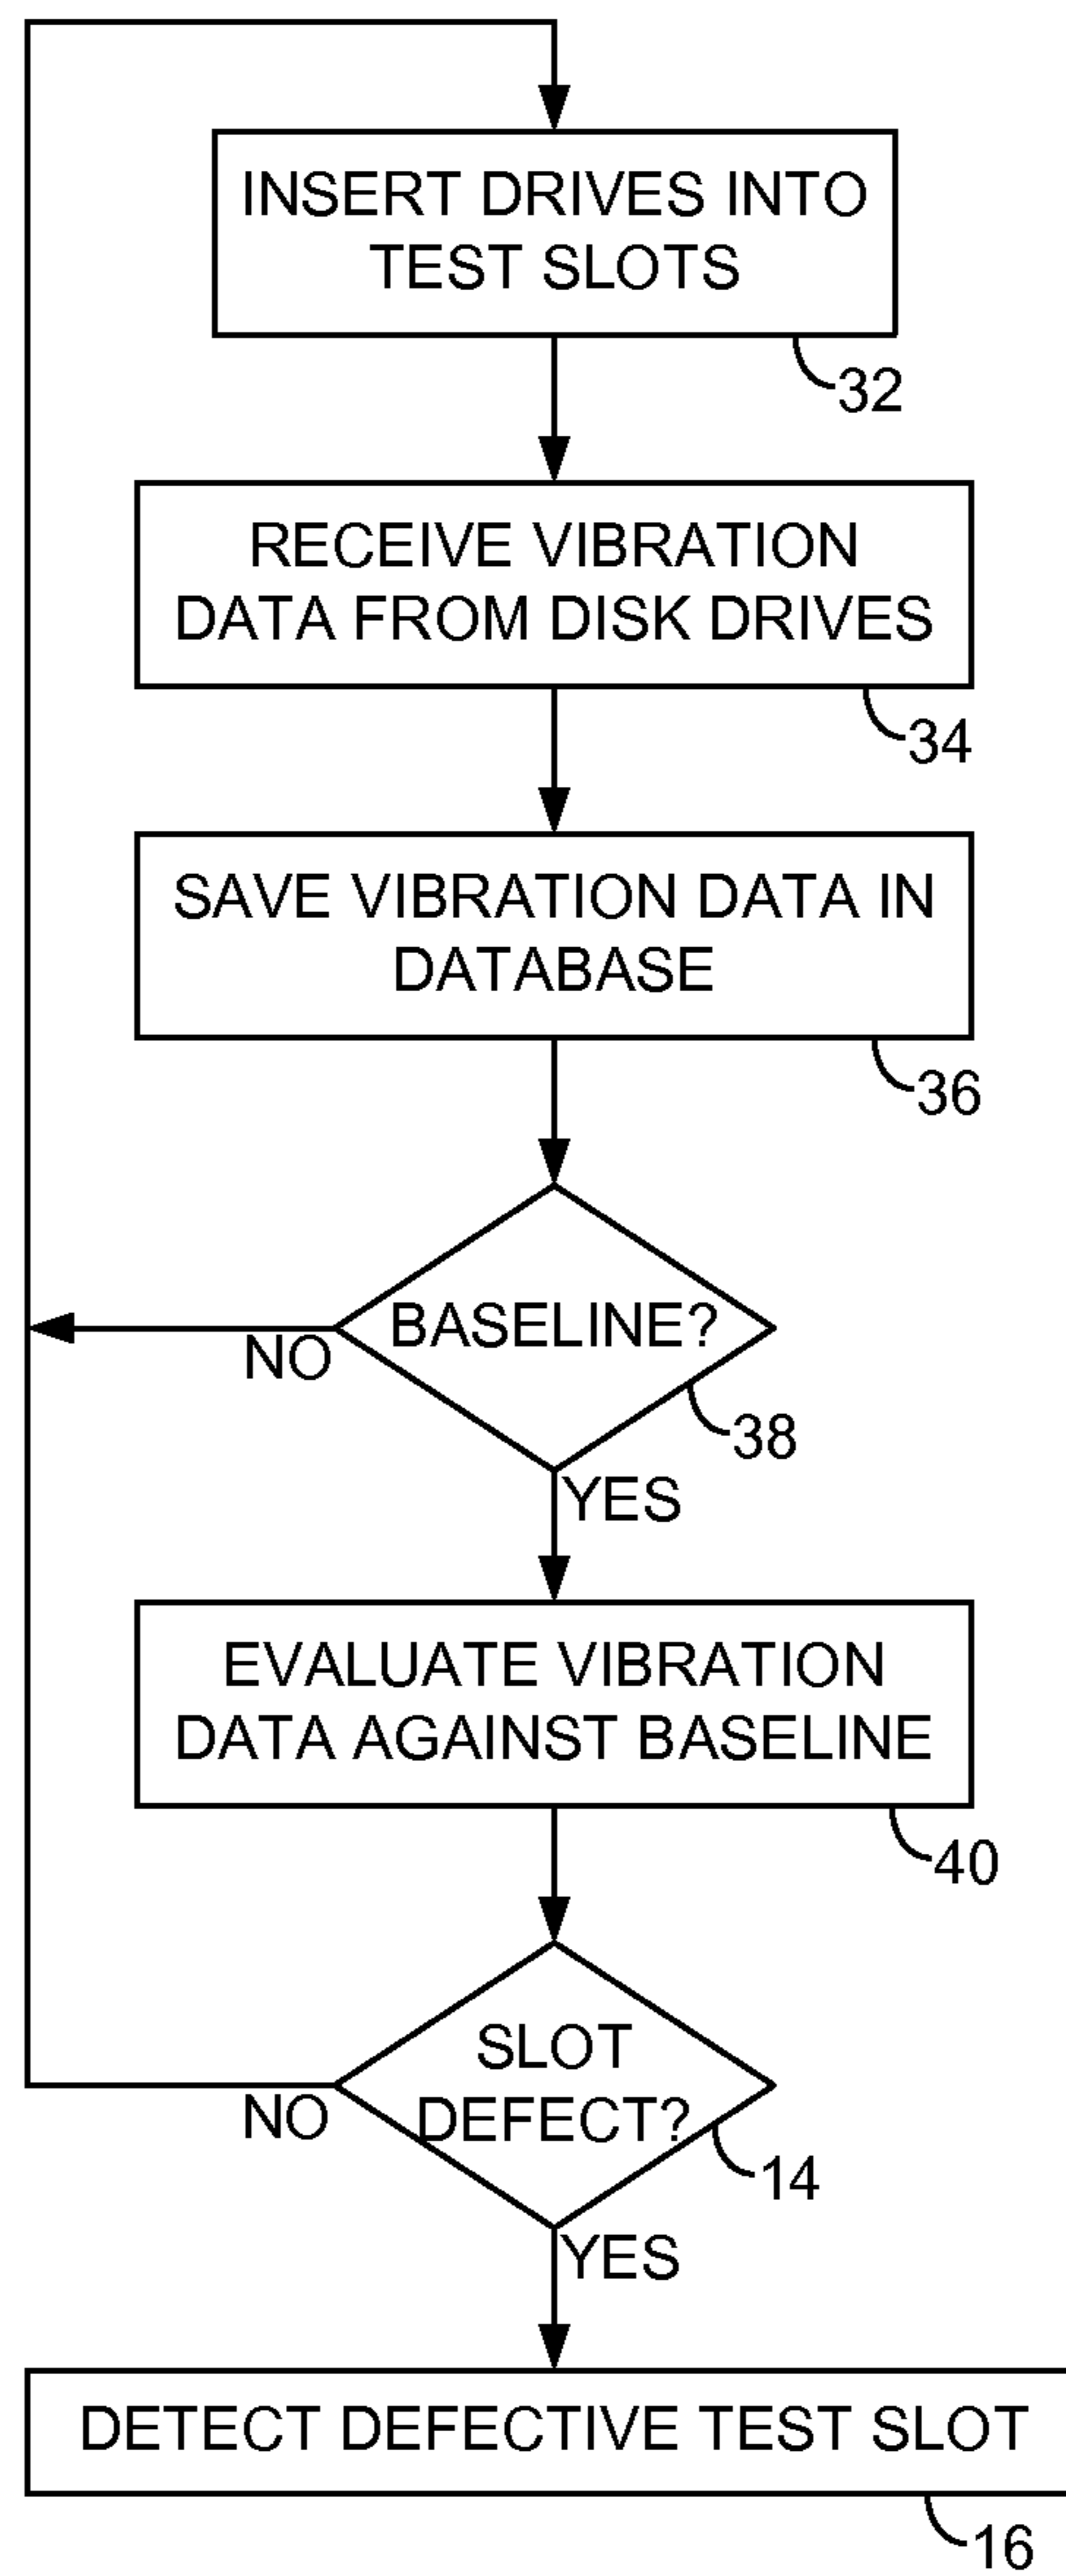 INSERT DRIVES INTO
TEST SLOTS
32
RECEIVE VIBRATION
DATA FROM DISK DRIVES
34
SAVE VIBRATION DATA IN
DATABASE
36
BASELINE?
NO
38
YES
EVALUATE VIBRATION
DATA AGAINST BASELINE
40
SLOT
DEFECT?
NO
14
YES
DETECT DEFECTIVE TEST SLOT
16